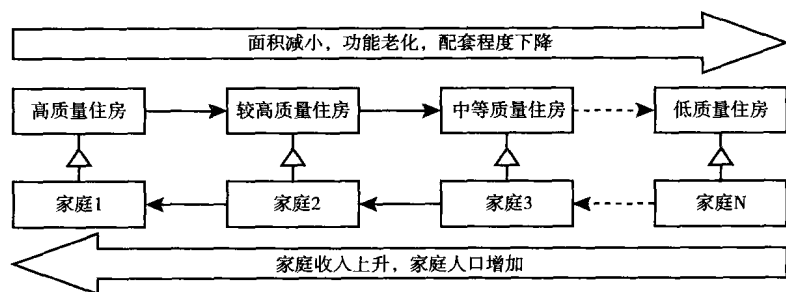 面积减小，功能老化，配套程度下降
高质量住房
较高质量住房
中等质量住房
低质量住房
家庭1
家庭2
家庭3
家庭N
家庭收入上升，家庭人口增加